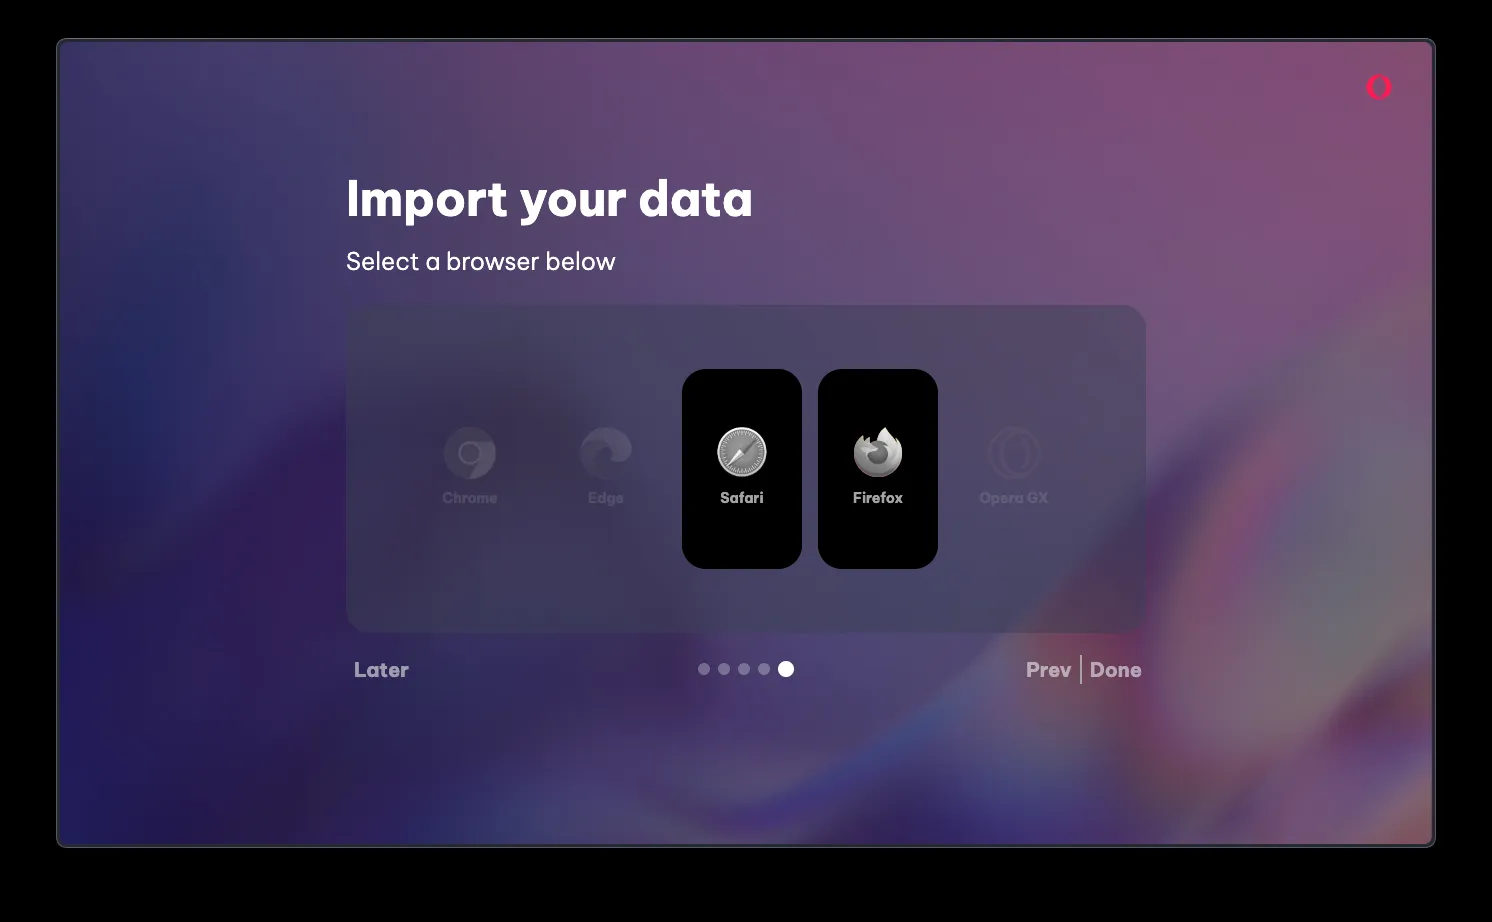 Import your data
Select a browser below
Chrome
Edge
Safari
Firefox
Opera GX
Later
Prev
Done